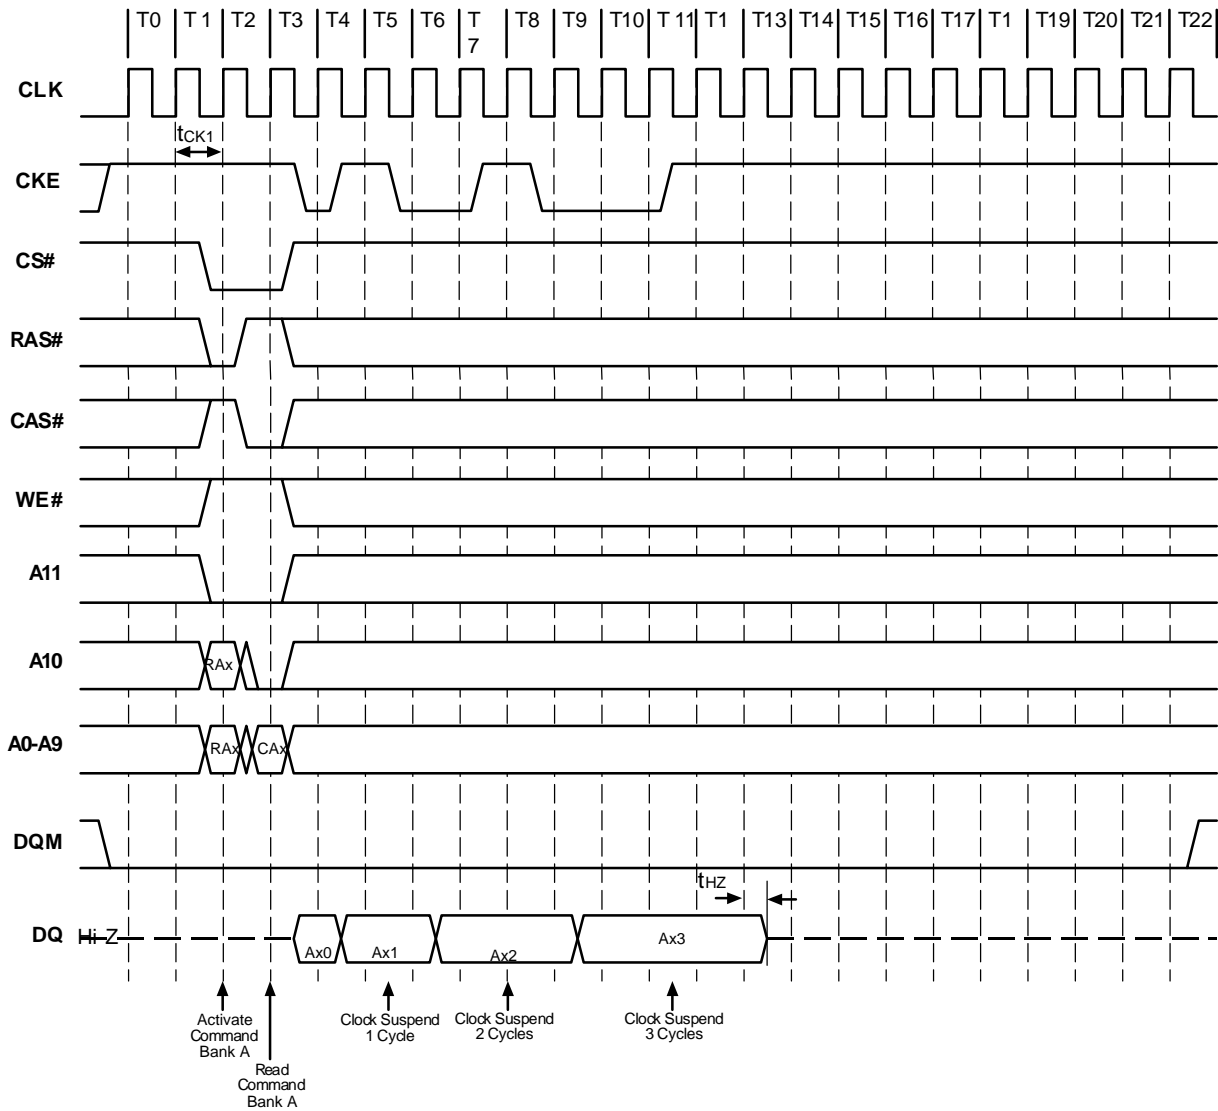 T0 T 1 T2 T3 T4 T5 T6 T 7 T8 T9 T10 T 11 T1 T13 T14 T15 T16 T17 T1 T19 T20 T21 T22
CLK
tCK1
CKE
CS#
RAS#
CAS#
WE#
A11
A10 RAx
A0-A9 RAx CAx
DQM
tHZ
DQ Hi-Z Ax0 Ax1 Ax2 Ax3
Activate
Command
Bank A
Read
Command
Bank A
Clock Suspend
1 Cycle
Clock Suspend
2 Cycles
Clock Suspend
3 Cycles